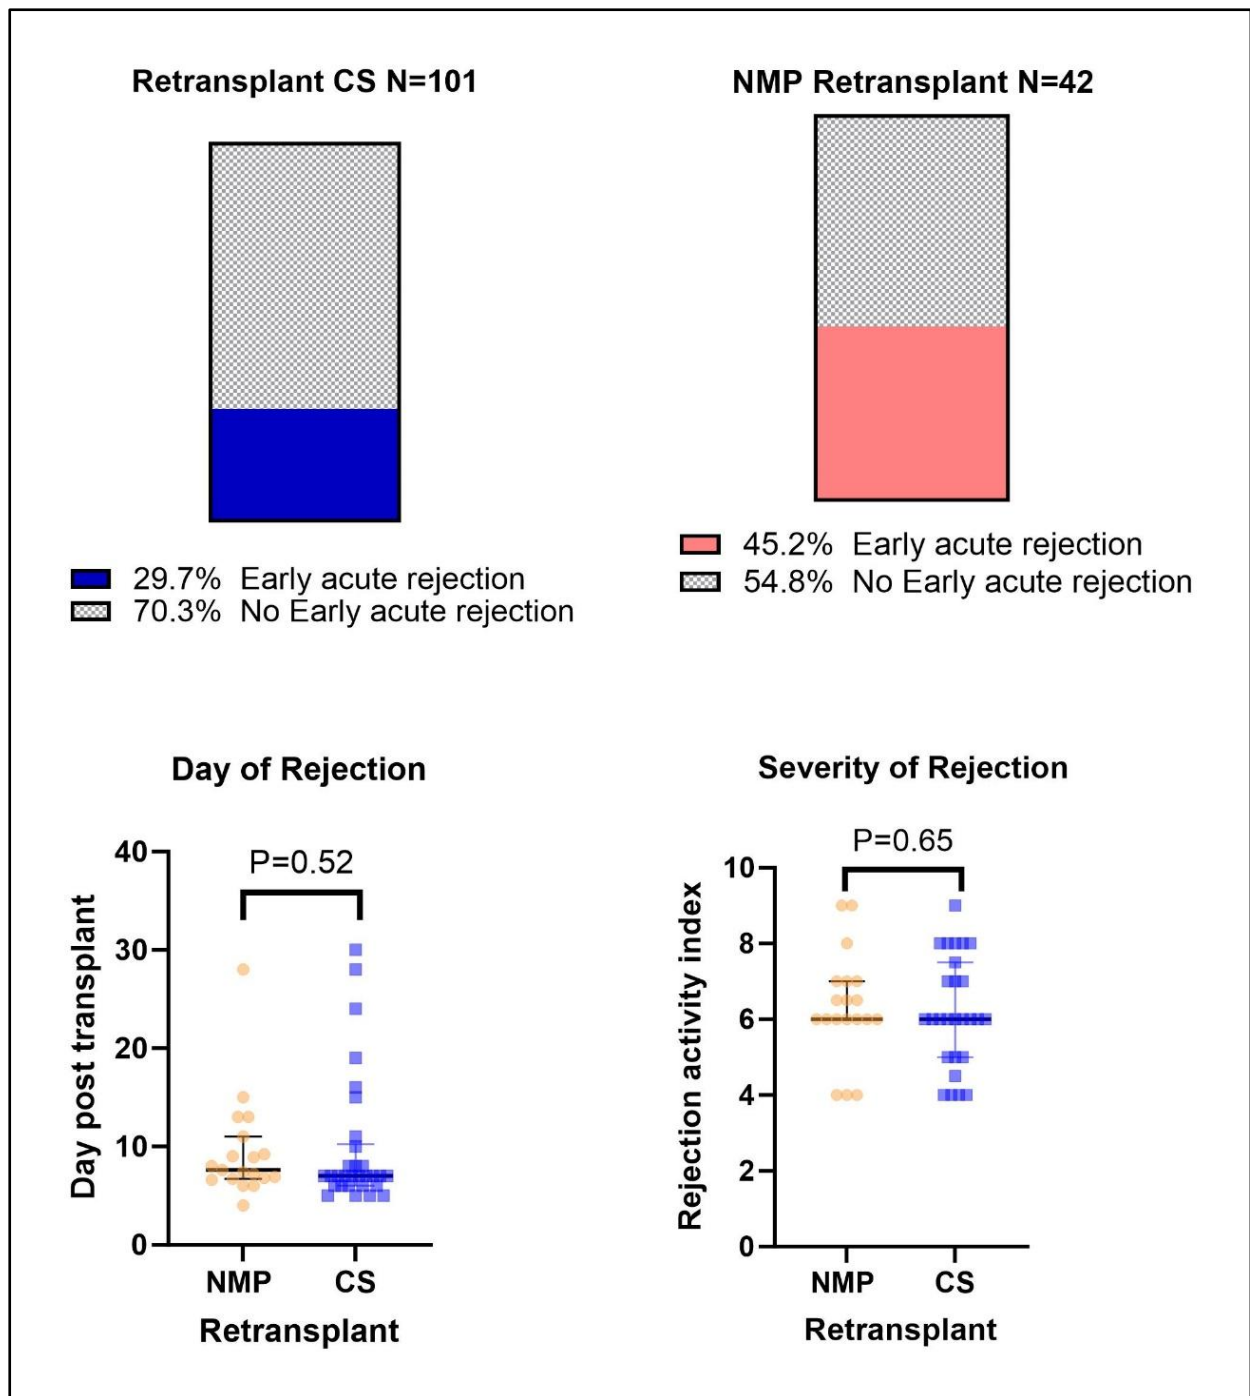 Retransplant CS N=101
NMP Retransplant N=42
29.7% Early acute rejection
70.3% No Early acute rejection
45.2% Early acute rejection
54.8% No Early acute rejection
Day of Rejection
P=0.52
40
30
20
10
0
Day post transplant
NMP CS
Retransplant
Severity of Rejection
P=0.65
10
8
6
4
2
0
Rejection activity index
NMP CS
Retransplant